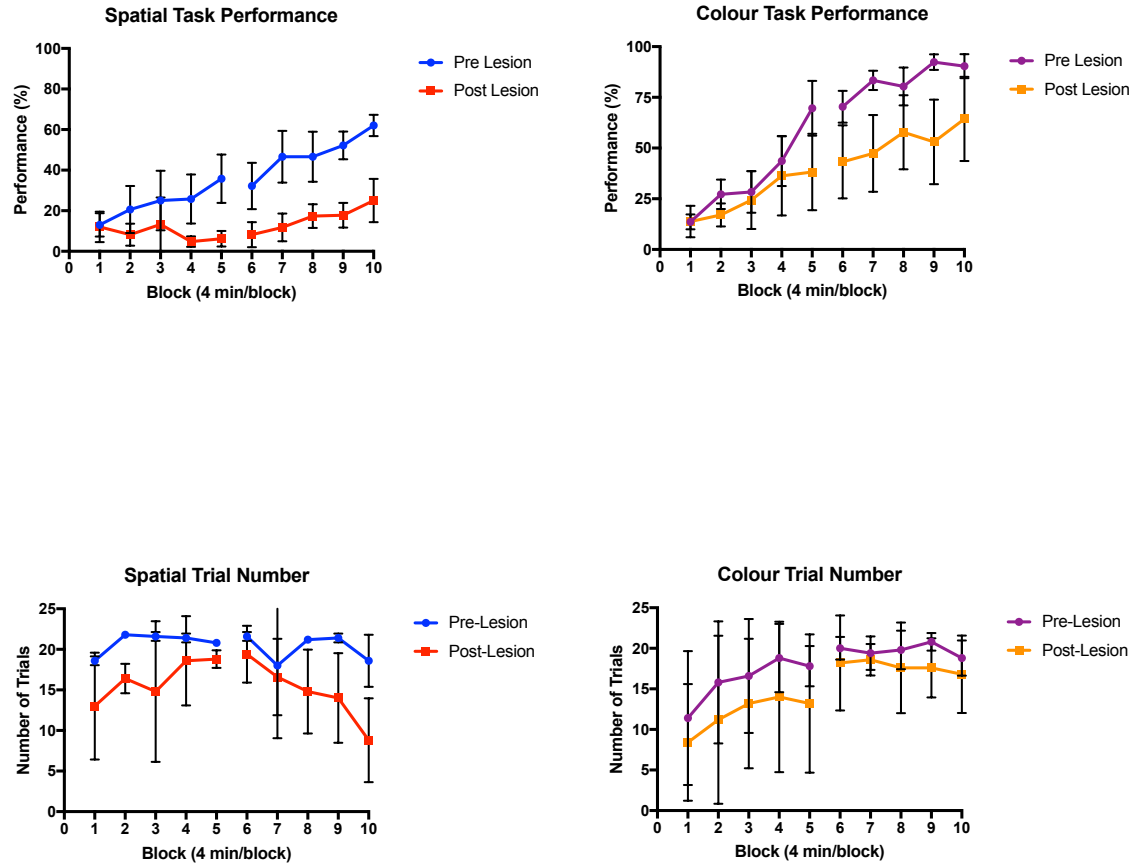 Spatial Task Performance
Performance (%)
100
80
60
40
20
0
0 1 2 3 4 5 6 7 8 9 10
Block (4 min/block)
Pre Lesion
Post Lesion
Colour Task Performance
Performance (%)
100
75
50
25
0
0 1 2 3 4 5 6 7 8 9 10
Block (4 min/block)
Pre Lesion
Post Lesion
Spatial Trial Number
Number of Trials
25
20
15
10
5
0
0 1 2 3 4 5 6 7 8 9 10
Block (4 min/block)
Pre-Lesion
Post-Lesion
Colour Trial Number
Number of Trials
25
20
15
10
5
0
0 1 2 3 4 5 6 7 8 9 10
Block (4 min/block)
Pre-Lesion
Post-Lesion